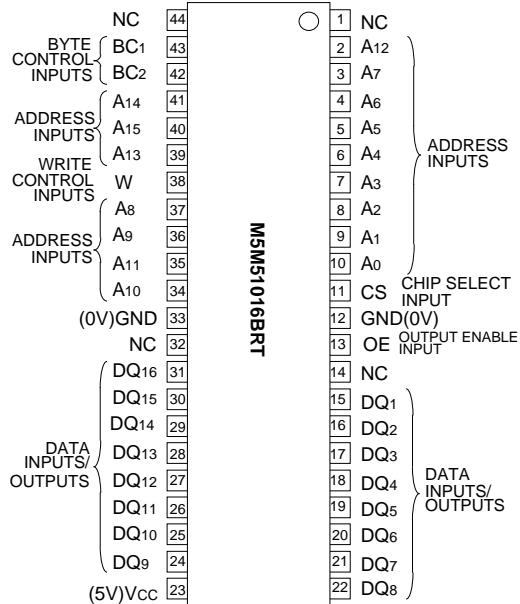 NC 44
BYTE CONTROL INPUTS
BC1 43
BC2 42
ADDRESS INPUTS
A14 41
A15 40
A13 39
WRITE CONTROL INPUTS
W 38
ADDRESS INPUTS
A8 37
A9 36
A11 35
A10 34
(0V)GND 33
NC 32
DATA INPUTS/ OUTPUTS
DQ16 31
DQ15 30
DQ14 29
DQ13 28
DQ12 27
DQ11 26
DQ10 25
DQ9 24
(5V)VCC 23
M5M51016BRT
1 NC
2 A12
3 A7
4 A6
5 A5
6 A4
7 A3
8 A2
9 A1
10 A0
ADDRESS INPUTS
11 CS CHIP SELECT INPUT
12 GND(0V)
13 OE OUTPUT ENABLE INPUT
14 NC
15 DQ1
16 DQ2
17 DQ3
18 DQ4
19 DQ5
20 DQ6
21 DQ7
22 DQ8
DATA INPUTS/ OUTPUTS